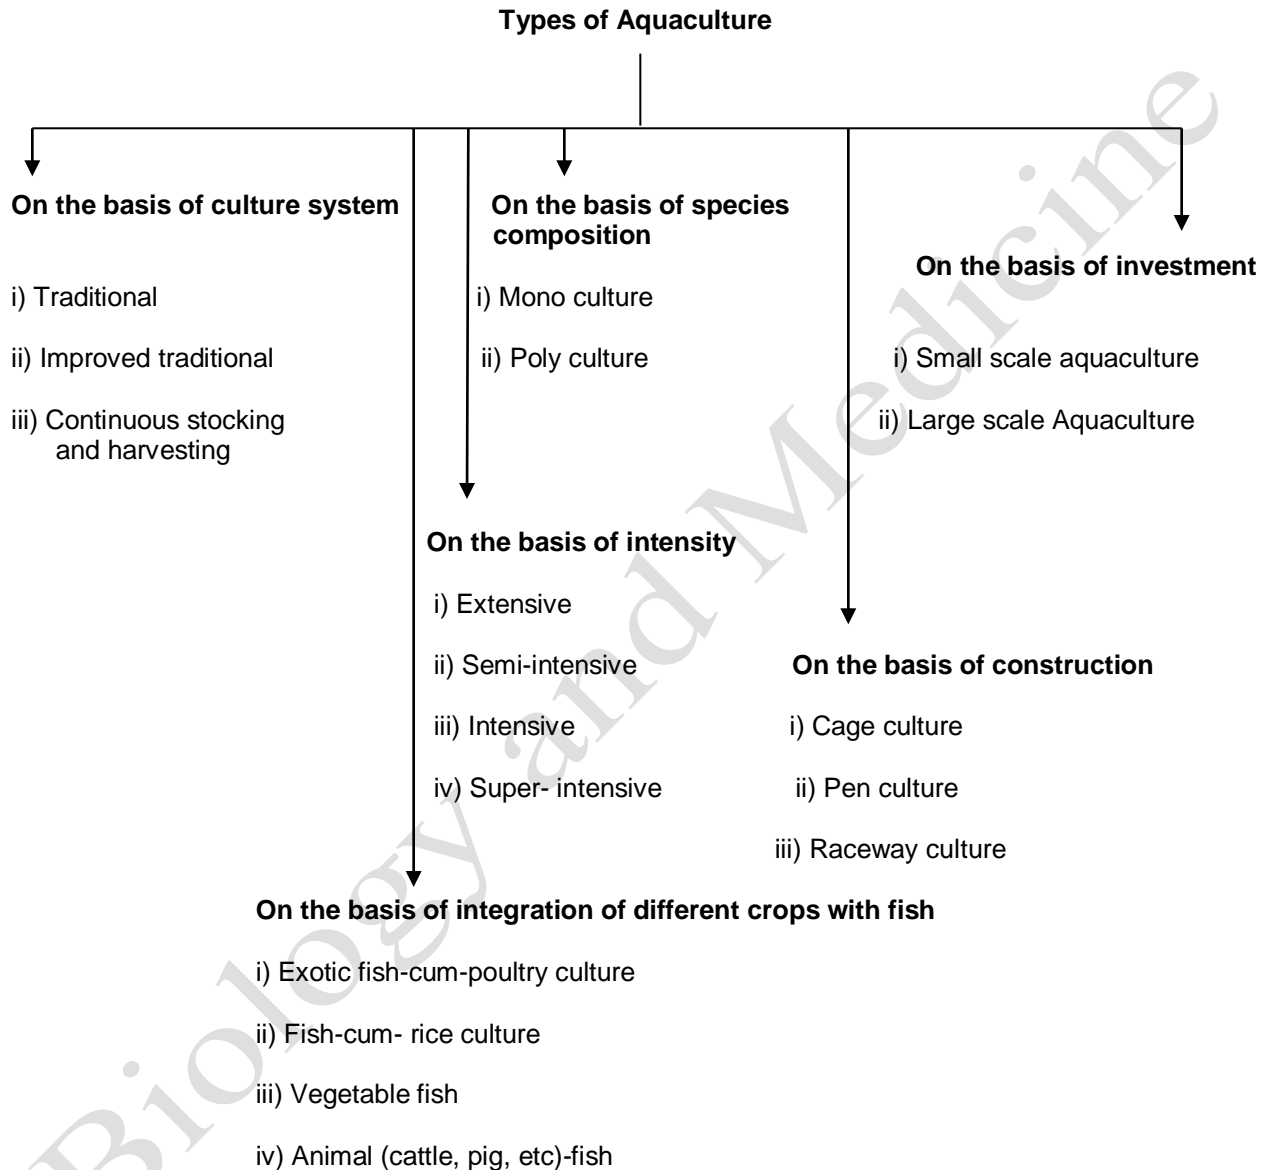 Types of Aquaculture
On the basis of culture system
i) Traditional
ii) Improved traditional
iii) Continuous stocking
and harvesting
On the basis of species
composition
i) Mono culture
ii) Poly culture
On the basis of investment
i) Small scale aquaculture
ii) Large scale Aquaculture
On the basis of intensity
i) Extensive
ii) Semi-intensive
iii) Intensive
iv) Super- intensive
On the basis of construction
i) Cage culture
ii) Pen culture
iii) Raceway culture
On the basis of integration of different crops with fish
i) Exotic fish-cum-poultry culture
ii) Fish-cum- rice culture
iii) Vegetable fish
iv) Animal (cattle, pig, etc)-fish
Biology and Medicine